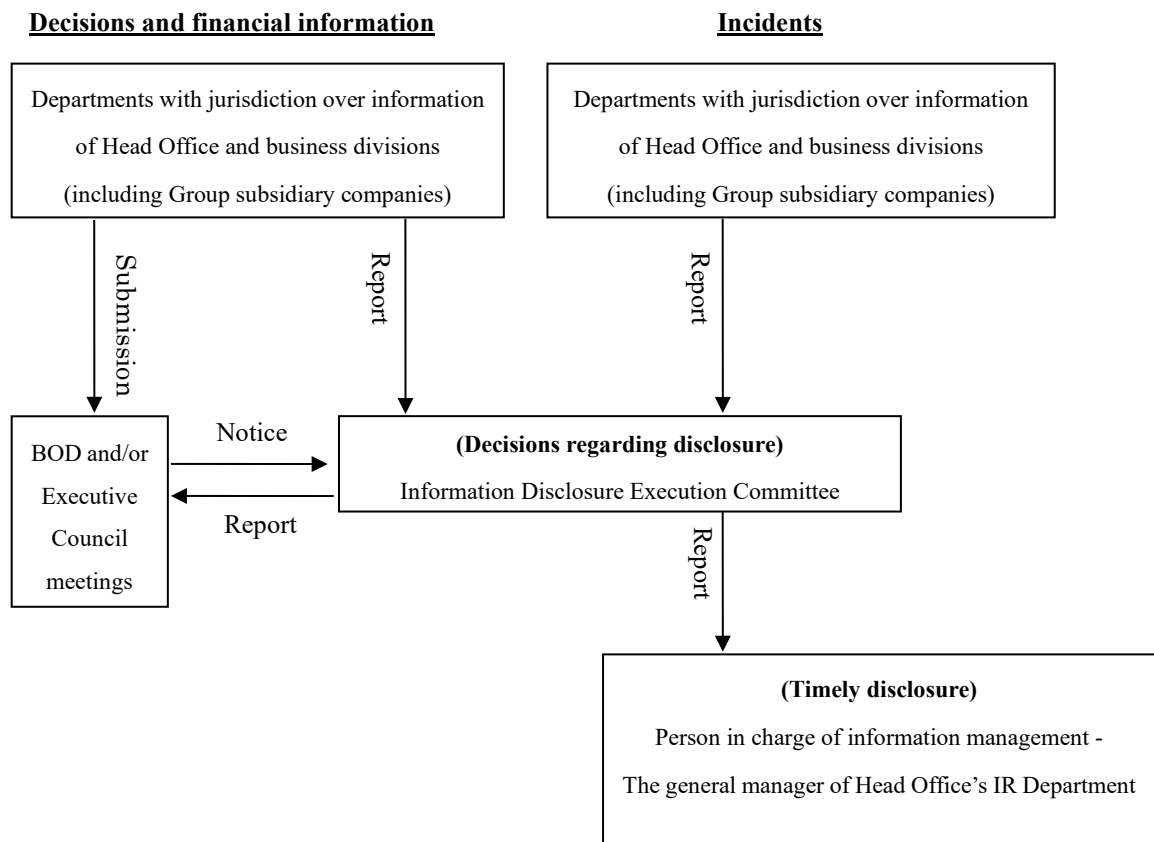 Decisions and financial information
Incidents
Departments with jurisdiction over information
of Head Office and business divisions
(including Group subsidiary companies)
Departments with jurisdiction over information
of Head Office and business divisions
(including Group subsidiary companies)
Submission
Report
Report
BOD and/or
Executive
Council
meetings
Notice
Report
(Decisions regarding disclosure)
Information Disclosure Execution Committee
Report
(Timely disclosure)
Person in charge of information management -
The general manager of Head Office’s IR Department